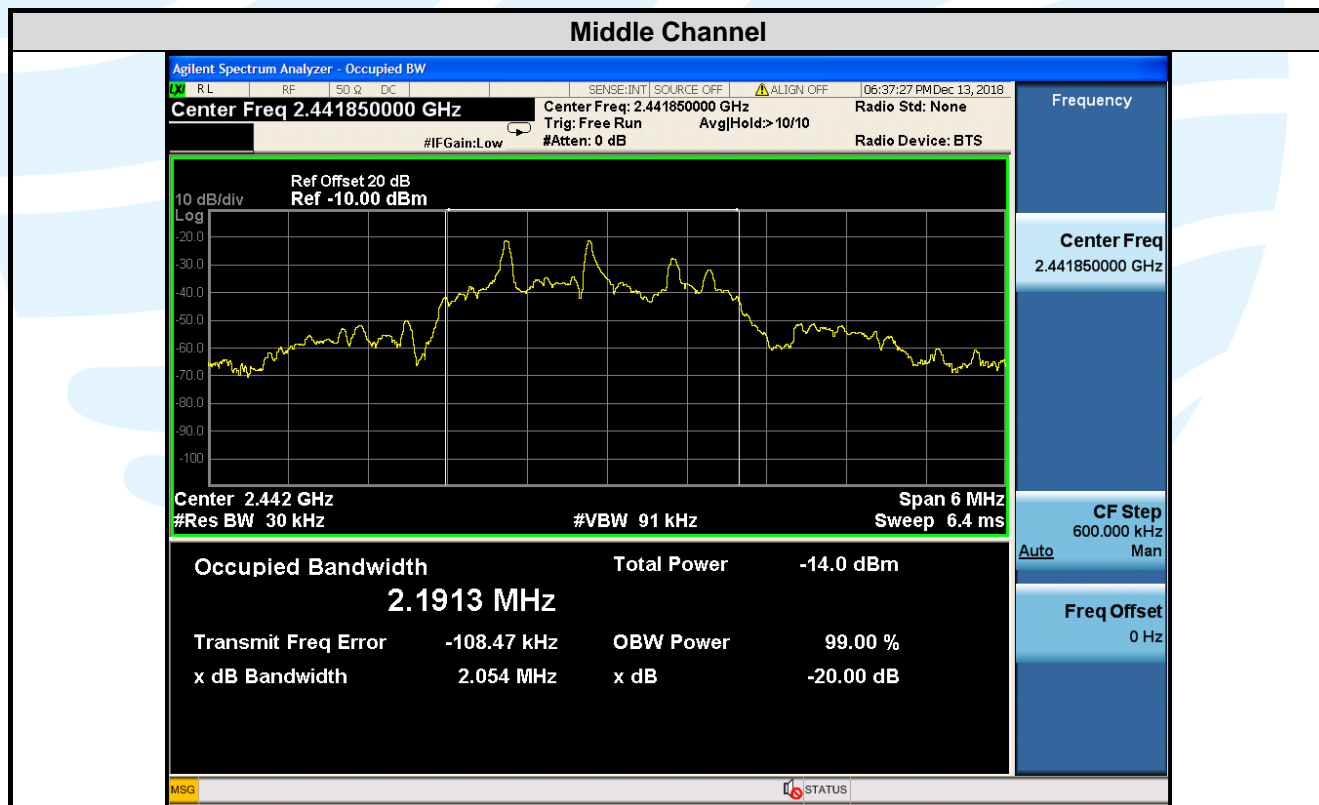 Middle Channel
Agilent Spectrum Analyzer - Occupied BW
LXI RL RF 50 Ω DC SENSE:INT SOURCE OFF ALIGN OFF 06:37:27 PM Dec 13, 2018
Center Freq 2.441850000 GHz
Center Freq: 2.441850000 GHz Radio Std: None
Trig: Free Run Avg|Hold:>10/10
#IFGain:Low #Atten: 0 dB Radio Device: BTS
Ref Offset 20 dB
10 dB/div Ref -10.00 dBm
Log
-20.0
-30.0
-40.0
-50.0
-60.0
-70.0
-80.0
-90.0
-100
Center 2.442 GHz Span 6 MHz
#Res BW 30 kHz #VBW 91 kHz Sweep 6.4 ms
Occupied Bandwidth Total Power -14.0 dBm
2.1913 MHz
Transmit Freq Error -108.47 kHz OBW Power 99.00 %
x dB Bandwidth 2.054 MHz x dB -20.00 dB
Frequency
Center Freq
2.441850000 GHz
CF Step
600.000 kHz
Auto Man
Freq Offset
0 Hz
MSG STATUS